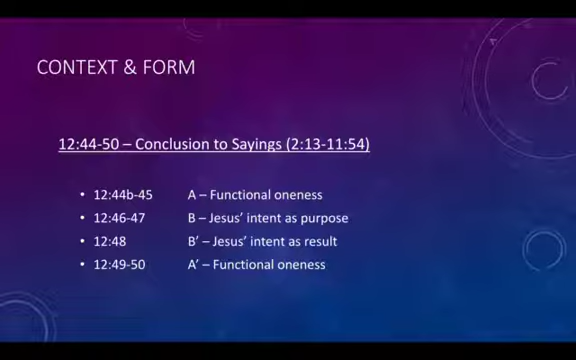 CONTEXT & FORM
12:44-50 – Conclusion to Sayings (2:13-11:54)
• 12:44b-45 A – Functional oneness
• 12:46-47 B – Jesus' intent as purpose
• 12:48 B′ – Jesus' intent as result
• 12:49-50 A′ – Functional oneness